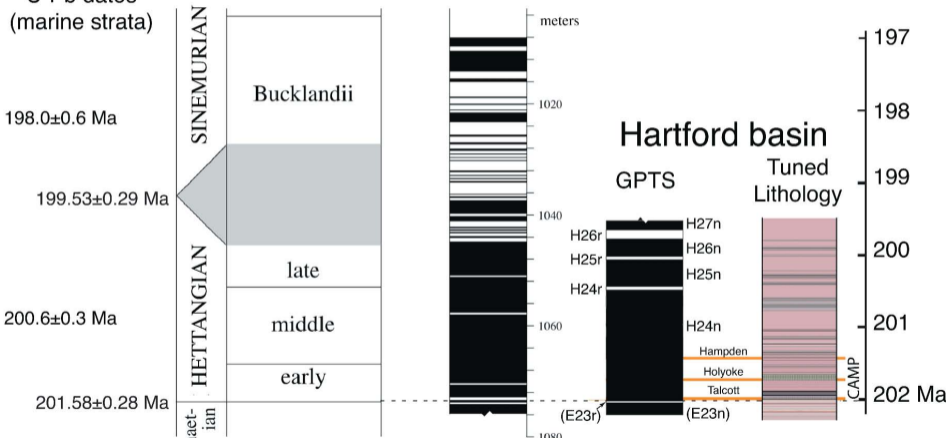 (marine strata)
198.0±0.6 Ma
199.53±0.29 Ma
200.6±0.3 Ma
201.58±0.28 Ma
SINEMURIAN
HETTANGIAN
ian
Bucklandii
late
middle
early
meters
1020
1040
1060
1080
Hartford basin
GPTS
Tuned
Lithology
H27n
H26r
H26n
H25r
H25n
H24r
H24n
Hampden
Holyoke
Talcott
(E23r)
(E23n)
CAMP
197
198
199
200
201
202 Ma